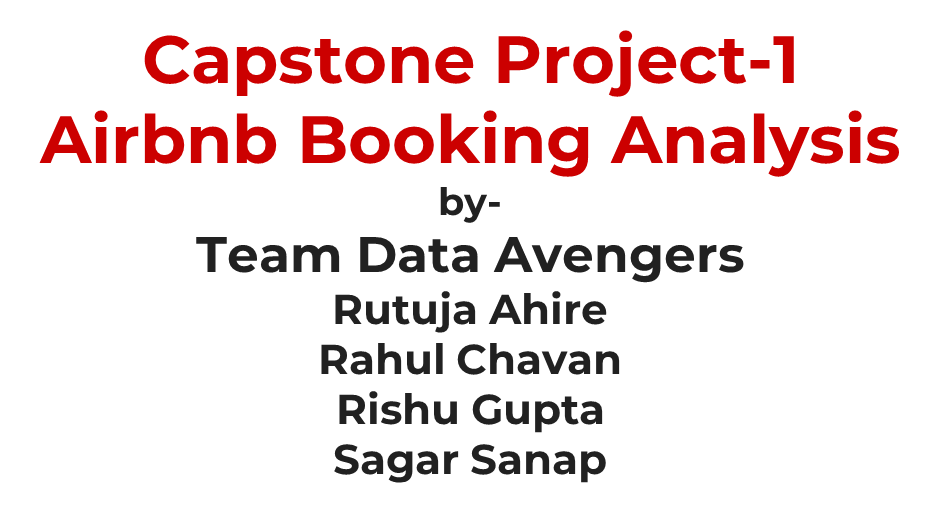 Capstone Project-1
Airbnb Booking Analysis
by-
Team Data Avengers
Rutuja Ahire
Rahul Chavan
Rishu Gupta
Sagar Sanap